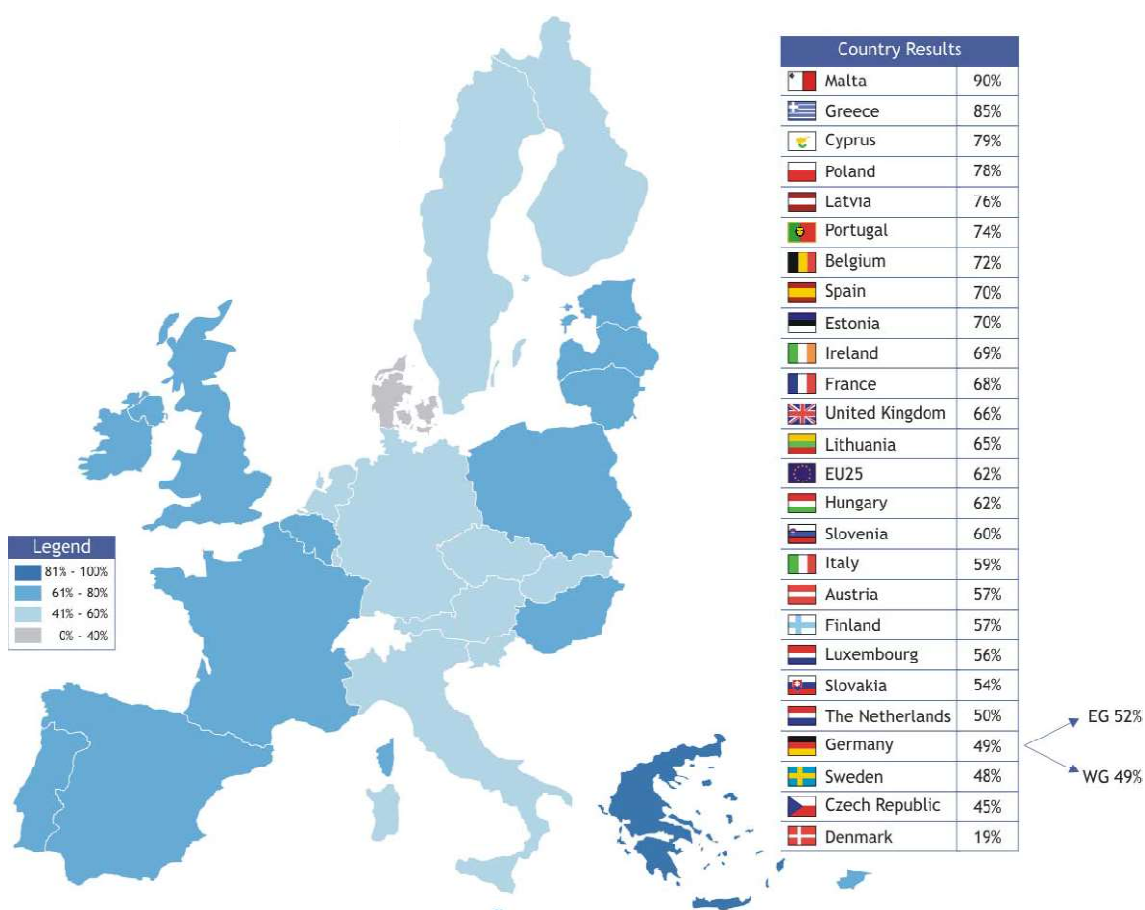 Country Results
Malta 90%
Greece 85%
Cyprus 79%
Poland 78%
Latvia 76%
Portugal 74%
Belgium 72%
Spain 70%
Estonia 70%
Ireland 69%
France 68%
United Kingdom 66%
Lithuania 65%
EU25 62%
Hungary 62%
Slovenia 60%
Italy 59%
Austria 57%
Finland 57%
Luxembourg 56%
Slovakia 54%
The Netherlands 50%
Germany 49%
EG 52%
WG 49%
Sweden 48%
Czech Republic 45%
Denmark 19%
Legend
81% - 100%
61% - 80%
41% - 60%
0% - 40%